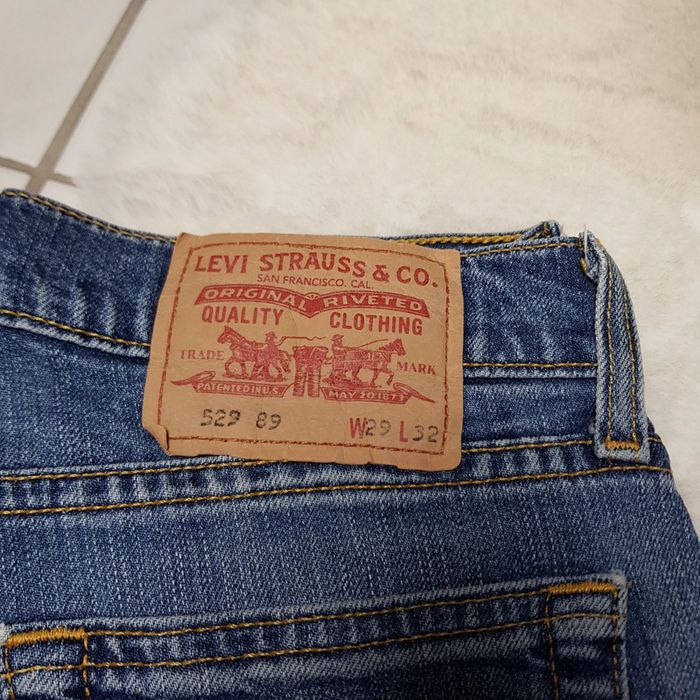 LEVI STRAUSS & CO.
SAN FRANCISCO, CAL.
ORIGINAL RIVETED
QUALITY CLOTHING
TRADE MARK
PATENTED IN U.S. MAY 20 1873
529 89 W29 L32